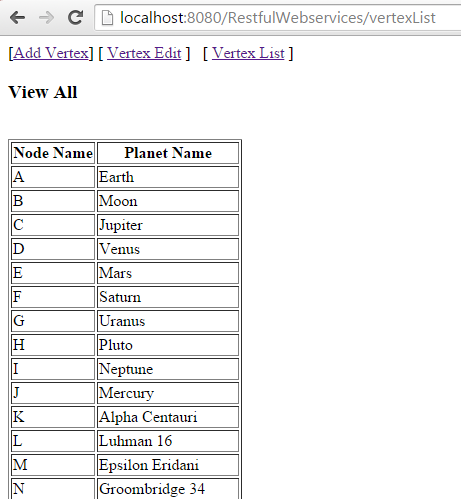 localhost:8080/RestfulWebservices/vertexList
[Add Vertex] [ Vertex Edit ] [ Vertex List ]
View All
Node Name Planet Name
A Earth
B Moon
C Jupiter
D Venus
E Mars
F Saturn
G Uranus
H Pluto
I Neptune
J Mercury
K Alpha Centauri
L Luhman 16
M Epsilon Eridani
N Groombridge 34